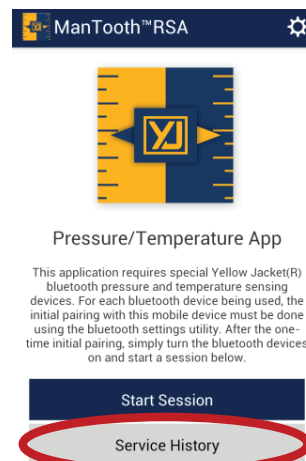 ManTooth™RSA
YJ
Pressure/Temperature App
This application requires special Yellow Jacket(R)
bluetooth pressure and temperature sensing
devices. For each bluetooth device being used, the
initial pairing with this mobile device must be done
using the bluetooth settings utility. After the one-
time initial pairing, simply turn the bluetooth devices
on and start a session below.
Start Session
Service History